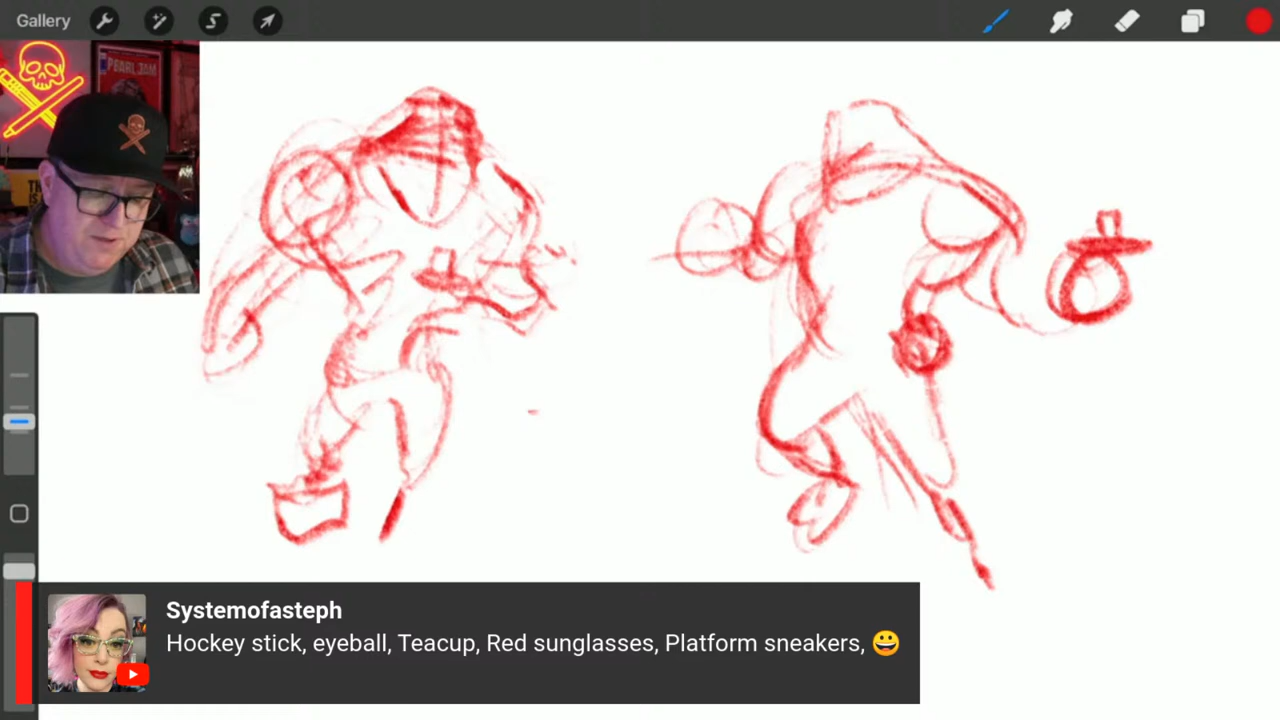 Gallery
PEARL JAM
Systemofasteph
Hockey stick, eyeball, Teacup, Red sunglasses, Platform sneakers, 😀